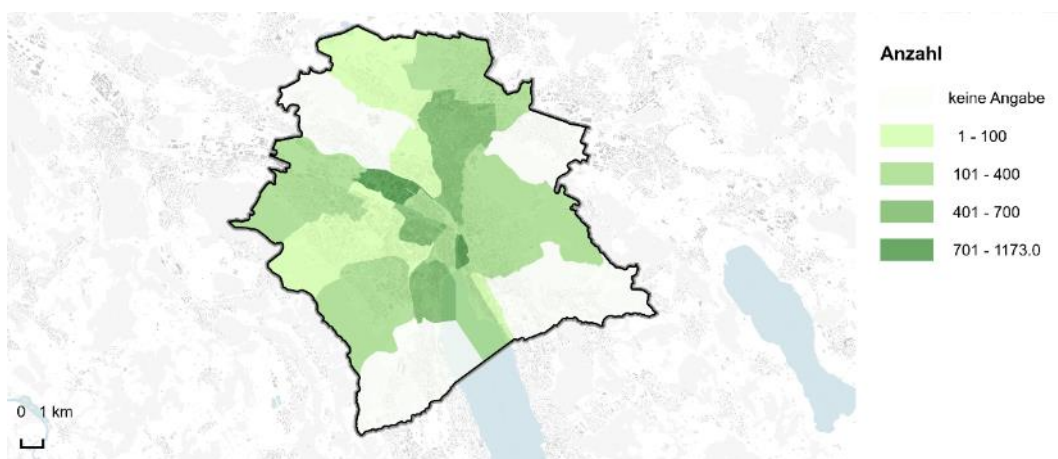 Anzahl
keine Angabe
1 - 100
101 - 400
401 - 700
701 - 1173.0
0 1 km